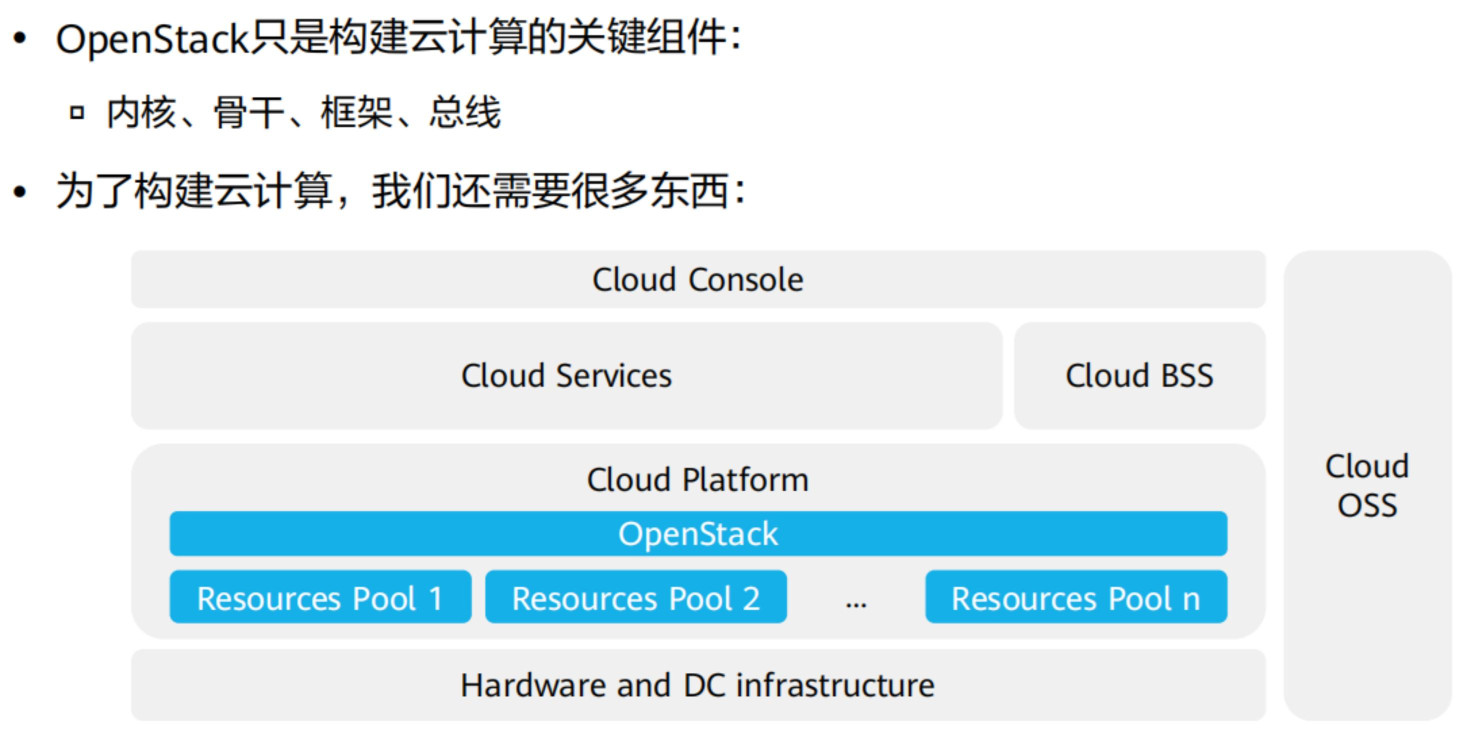 • OpenStack只是构建云计算的关键组件：
▫ 内核、骨干、框架、总线
• 为了构建云计算，我们还需要很多东西：
Cloud Console
Cloud Services
Cloud BSS
Cloud Platform
OpenStack
Resources Pool 1
Resources Pool 2
...
Resources Pool n
Hardware and DC infrastructure
Cloud
OSS